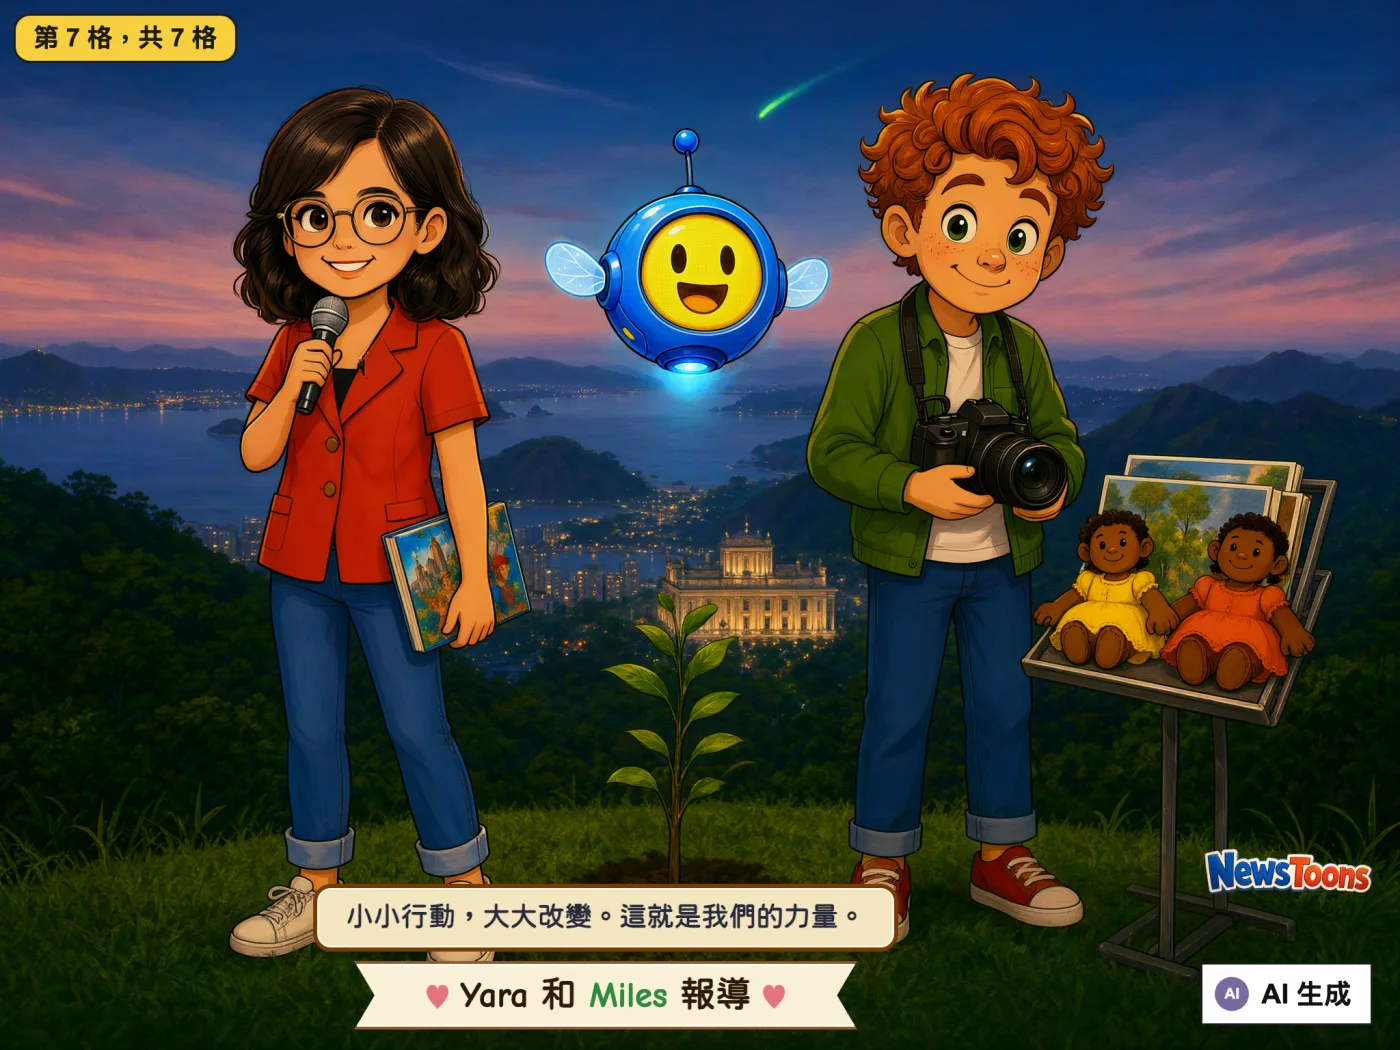 第 7 格，共 7 格
小小行動，大大改變。這就是我們的力量。
Yara 和 Miles 報導
NewsToons
AI AI 生成